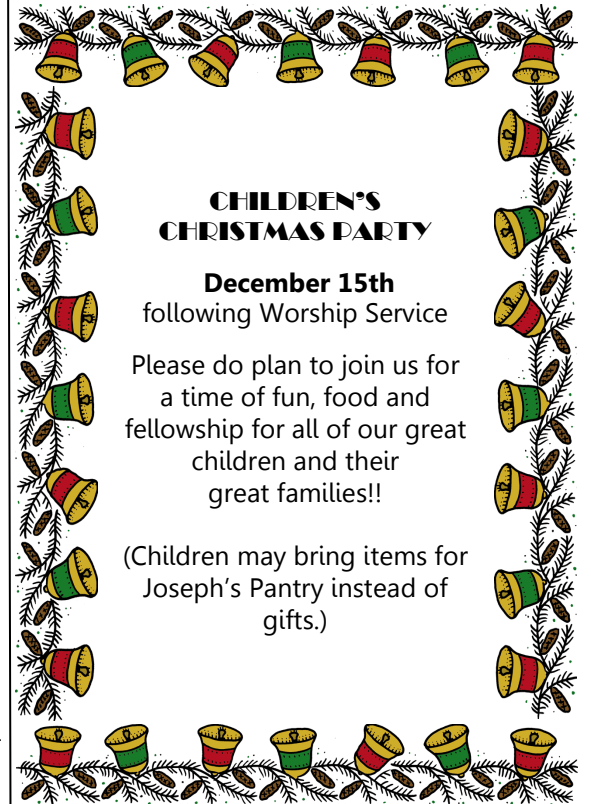 CHILDREN'S
CHRISTMAS PARTY
December 15th
following Worship Service
Please do plan to join us for
a time of fun, food and
fellowship for all of our great
children and their
great families!!
(Children may bring items for
Joseph's Pantry instead of
gifts.)